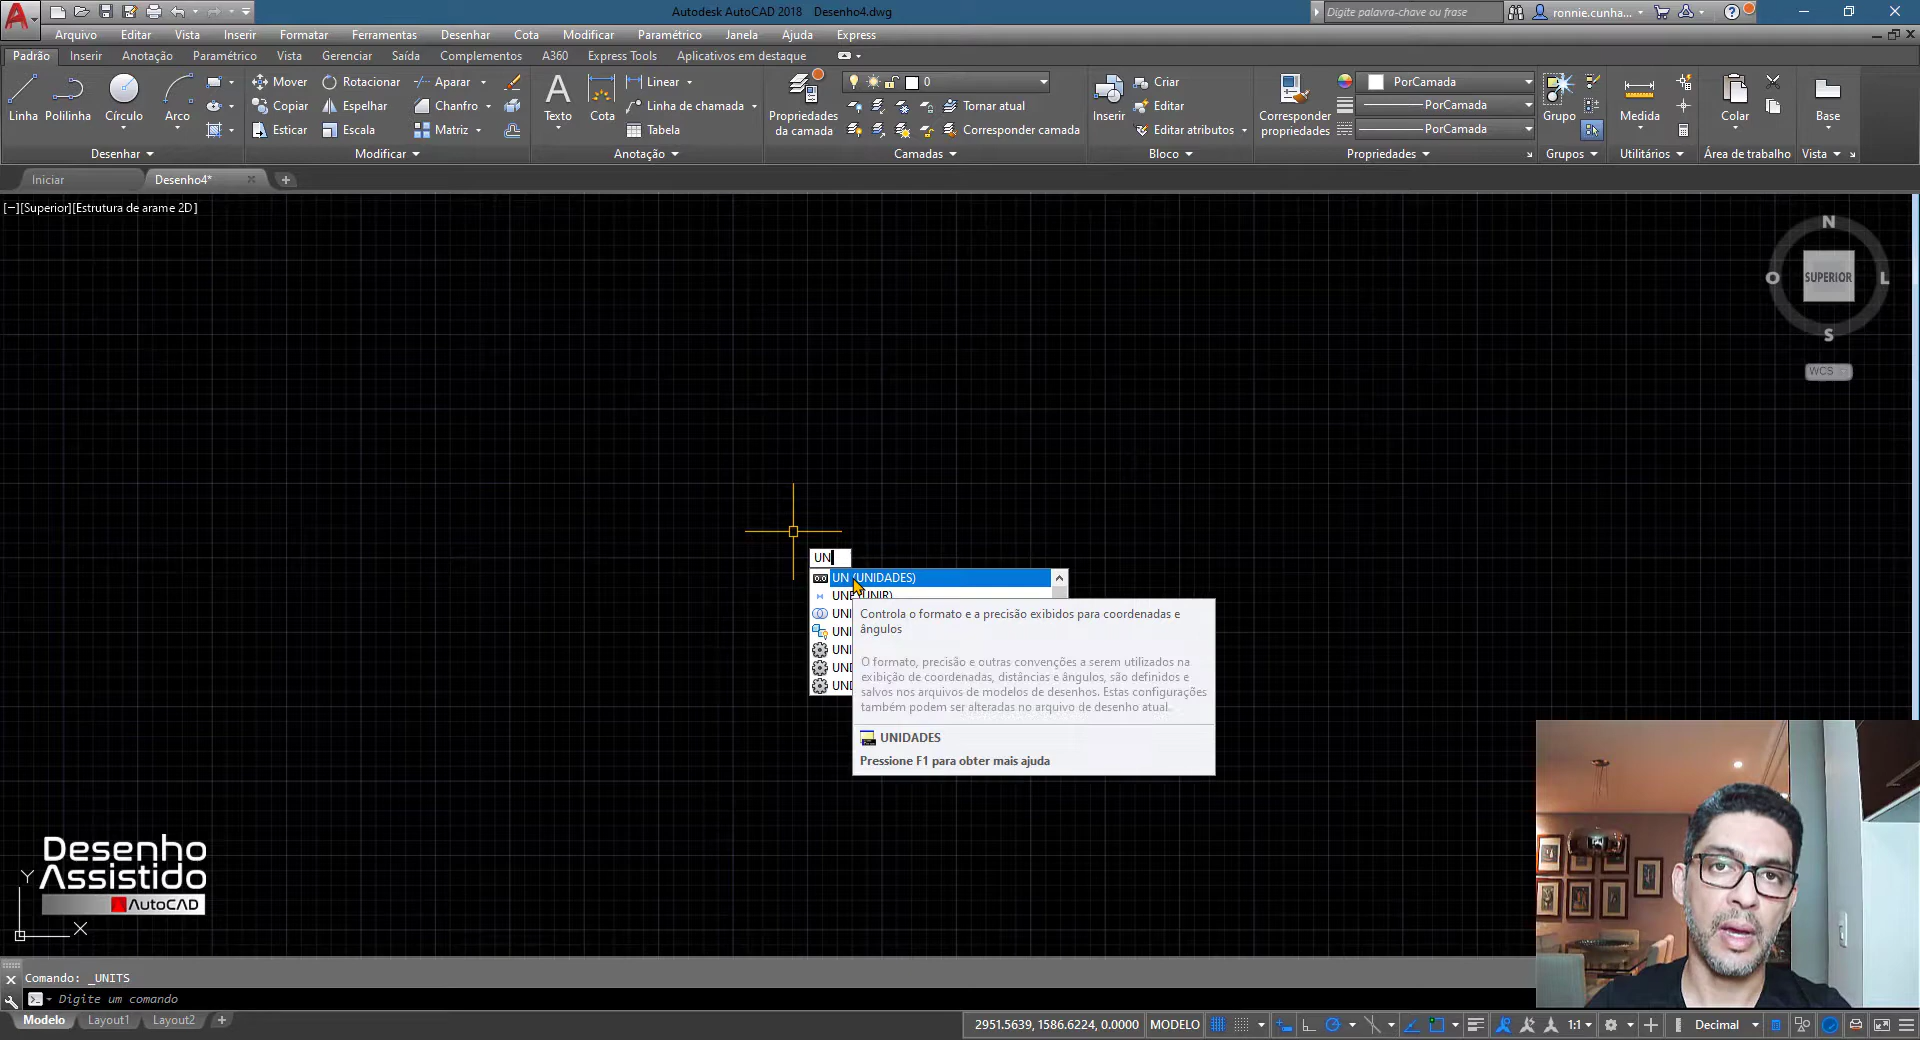 Autodesk AutoCAD 2018 Desenho4.dwg
Digite palavra-chave ou frase
ronnie.cunha...
Arquivo Editar Vista Inserir Formatar Ferramentas Desenhar Cota Modificar Paramétrico Janela Ajuda Express
Padrão Inserir Anotação Paramétrico Vista Gerenciar Saída Complementos A360 Express Tools Aplicativos em destaque
Linha
Polilinha
Círculo
Arco
Desenhar
Mover Rotacionar Aparar
Copiar Espelhar Chanfro
Esticar Escala Matriz
Modificar
Texto
Cota
Linear
Linha de chamada
Tabela
Anotação
Propriedades
da camada
0
Tornar atual
Corresponder camada
Camadas
Inserir
Criar
Editar
Editar atributos
Bloco
Corresponder
propriedades
PorCamada
PorCamada
PorCamada
Propriedades
Grupo
Grupos
Medida
Utilitários
Colar
Área de trabalho
Base
Vista
Iniciar
Desenho4*
[−][Superior][Estrutura de arame 2D]
N
O SUPERIOR L
S
WCS
UN
UN (UNIDADES)
UNE (UNIR)
UNI
UNI
UNI
UND
UND
Controla o formato e a precisão exibidos para coordenadas e
ângulos
O formato, precisão e outras convenções a serem utilizados na
exibição de coordenadas, distâncias e ângulos, são definidos e
salvos nos arquivos de modelos de desenhos. Estas configurações
também podem ser alteradas no arquivo de desenho atual.
UNIDADES
Pressione F1 para obter mais ajuda
Desenho
Assistido
AutoCAD
Y
X
Comando: _UNITS
Digite um comando
Modelo Layout1 Layout2
2951.5639, 1586.6224, 0.0000 MODELO 1:1 Decimal